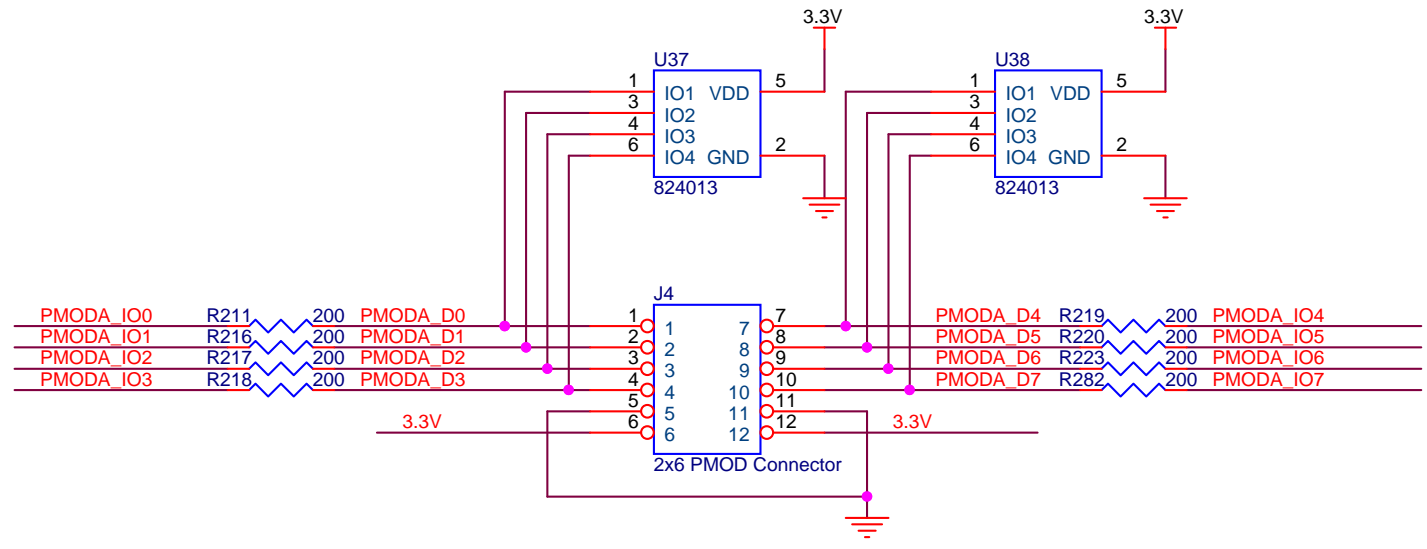 3.3V 3.3V
U37 U38
1 IO1 VDD 5 1 IO1 VDD 5
3 IO2 3 IO2
4 IO3 4 IO3
6 IO4 GND 2 6 IO4 GND 2
824013 824013
J4
PMODA_IO0 R211 200 PMODA_D0 1 1 7 7 PMODA_D4 R219 200 PMODA_IO4
PMODA_IO1 R216 200 PMODA_D1 2 2 8 8 PMODA_D5 R220 200 PMODA_IO5
PMODA_IO2 R217 200 PMODA_D2 3 3 9 9 PMODA_D6 R223 200 PMODA_IO6
PMODA_IO3 R218 200 PMODA_D3 4 4 10 10 PMODA_D7 R282 200 PMODA_IO7
5 5 11 11
3.3V 6 6 12 12 3.3V
2x6 PMOD Connector